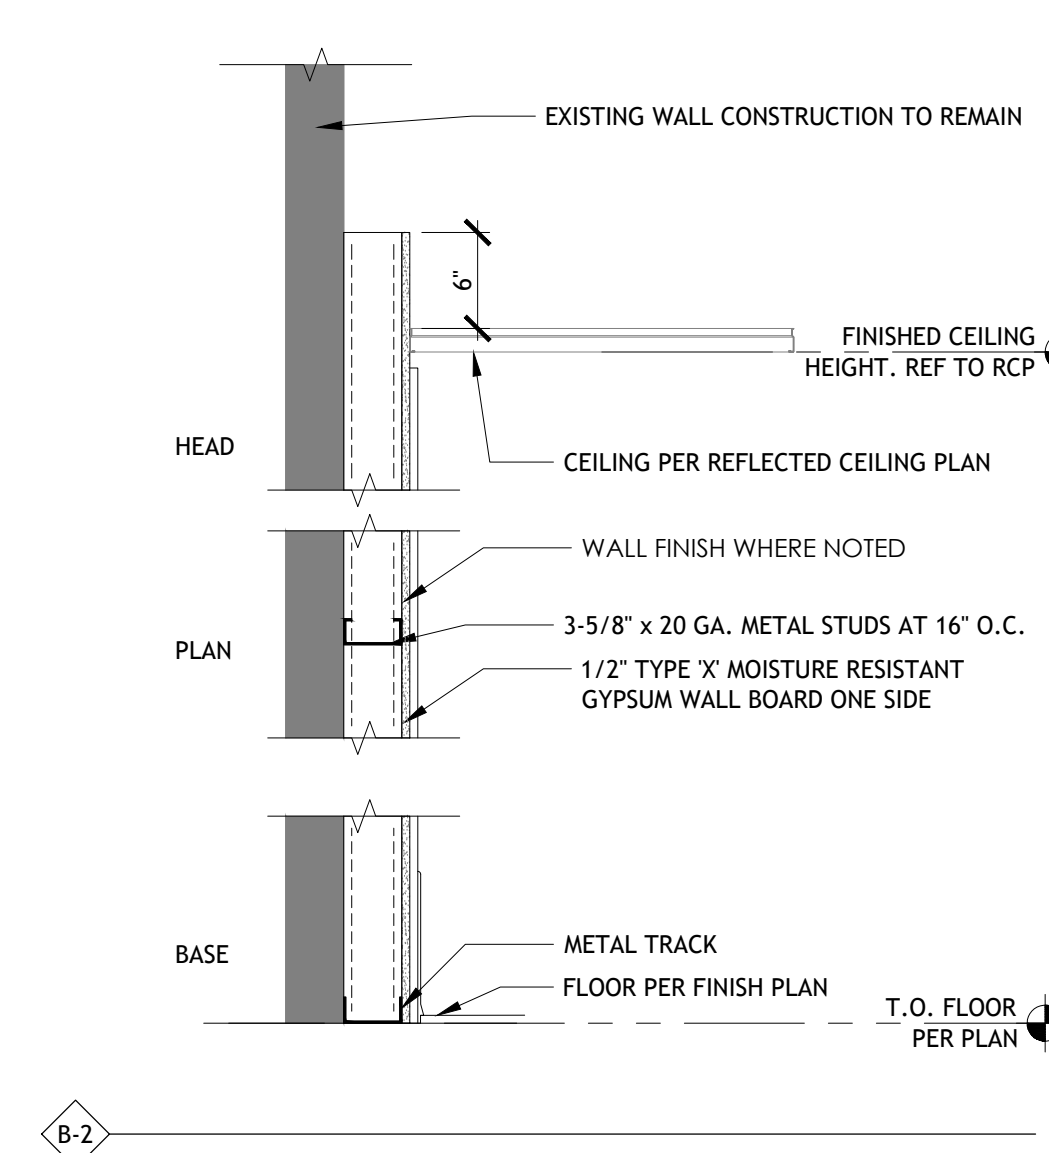 EXISTING WALL CONSTRUCTION TO REMAIN
6"
FINISHED CEILING
HEIGHT. REF TO RCP
HEAD
CEILING PER REFLECTED CEILING PLAN
WALL FINISH WHERE NOTED
3-5/8" x 20 GA. METAL STUDS AT 16" O.C.
PLAN
1/2" TYPE 'X' MOISTURE RESISTANT
GYPSUM WALL BOARD ONE SIDE
BASE
METAL TRACK
FLOOR PER FINISH PLAN
T.O. FLOOR
PER PLAN
B-2